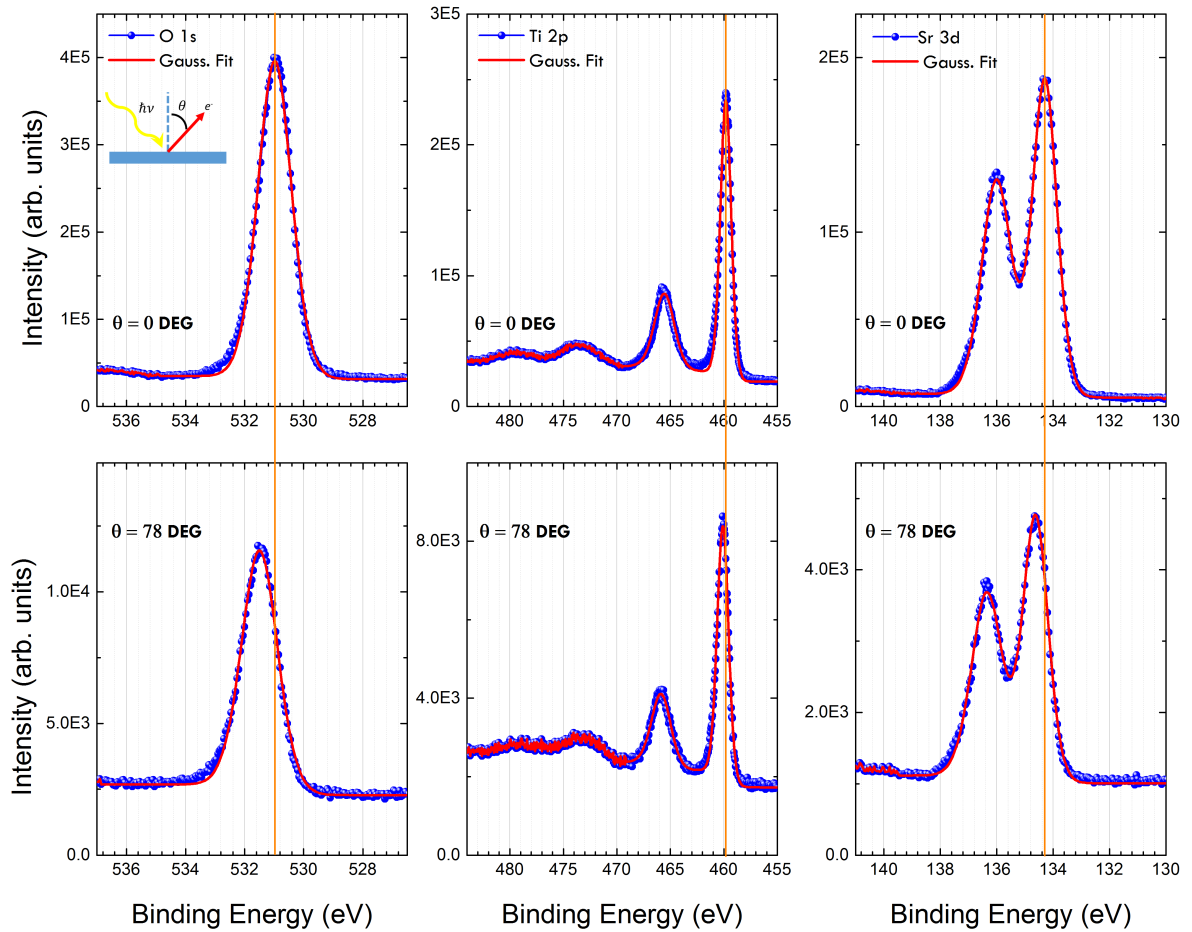 O 1s
Gauss. Fit
ħν
θ
e-
θ = 0 DEG
4E5
3E5
2E5
1E5
0
536 534 532 530 528
Intensity (arb. units)
Ti 2p
Gauss. Fit
θ = 0 DEG
3E5
2E5
1E5
0
480 475 470 465 460 455
Sr 3d
Gauss. Fit
θ = 0 DEG
2E5
1E5
0
140 138 136 134 132 130
θ = 78 DEG
1.0E4
5.0E3
0.0
536 534 532 530 528
Intensity (arb. units)
Binding Energy (eV)
θ = 78 DEG
8.0E3
4.0E3
0.0
480 475 470 465 460 455
Binding Energy (eV)
θ = 78 DEG
4.0E3
2.0E3
0.0
140 138 136 134 132 130
Binding Energy (eV)